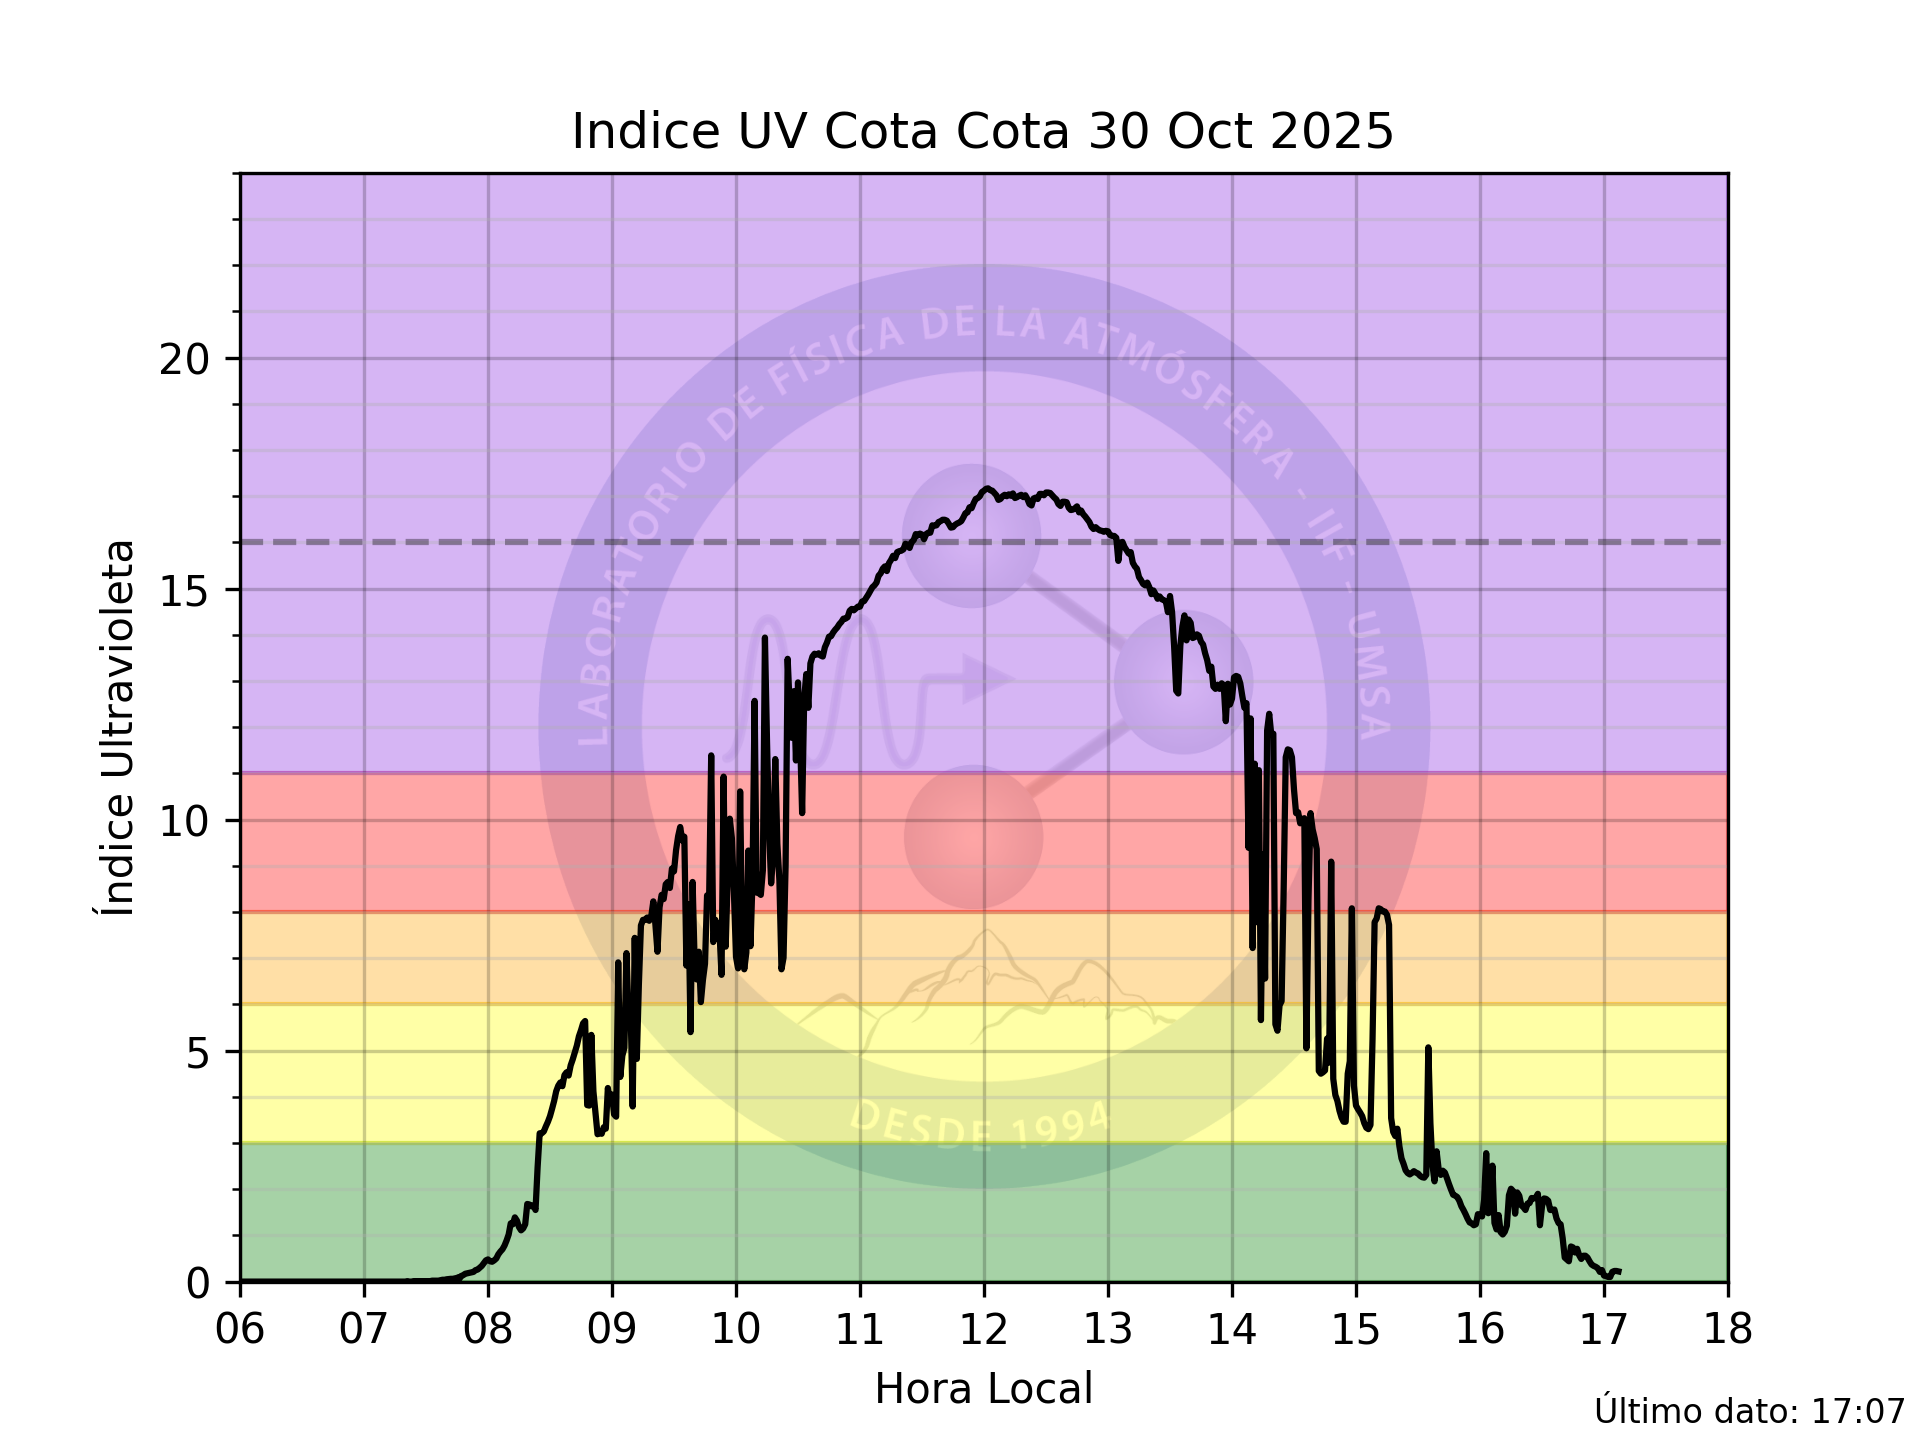 Indice UV Cota Cota 30 Oct 2025
Índice Ultravioleta
20
15
10
5
0
LABORATORIO DE FÍSICA DE LA ATMÓSFERA - IIF - UMSA
DESDE 1994
06 07 08 09 10 11 12 13 14 15 16 17 18
Hora Local
Último dato: 17:07